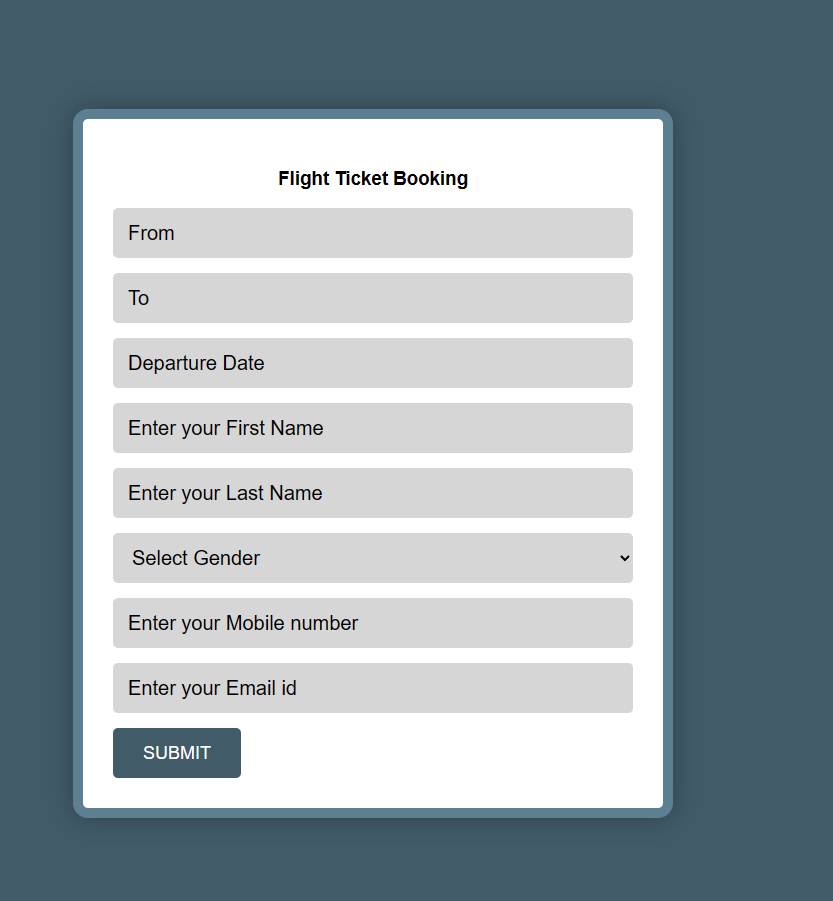 Flight Ticket Booking
From
To
Departure Date
Enter your First Name
Enter your Last Name
Select Gender
Enter your Mobile number
Enter your Email id
SUBMIT